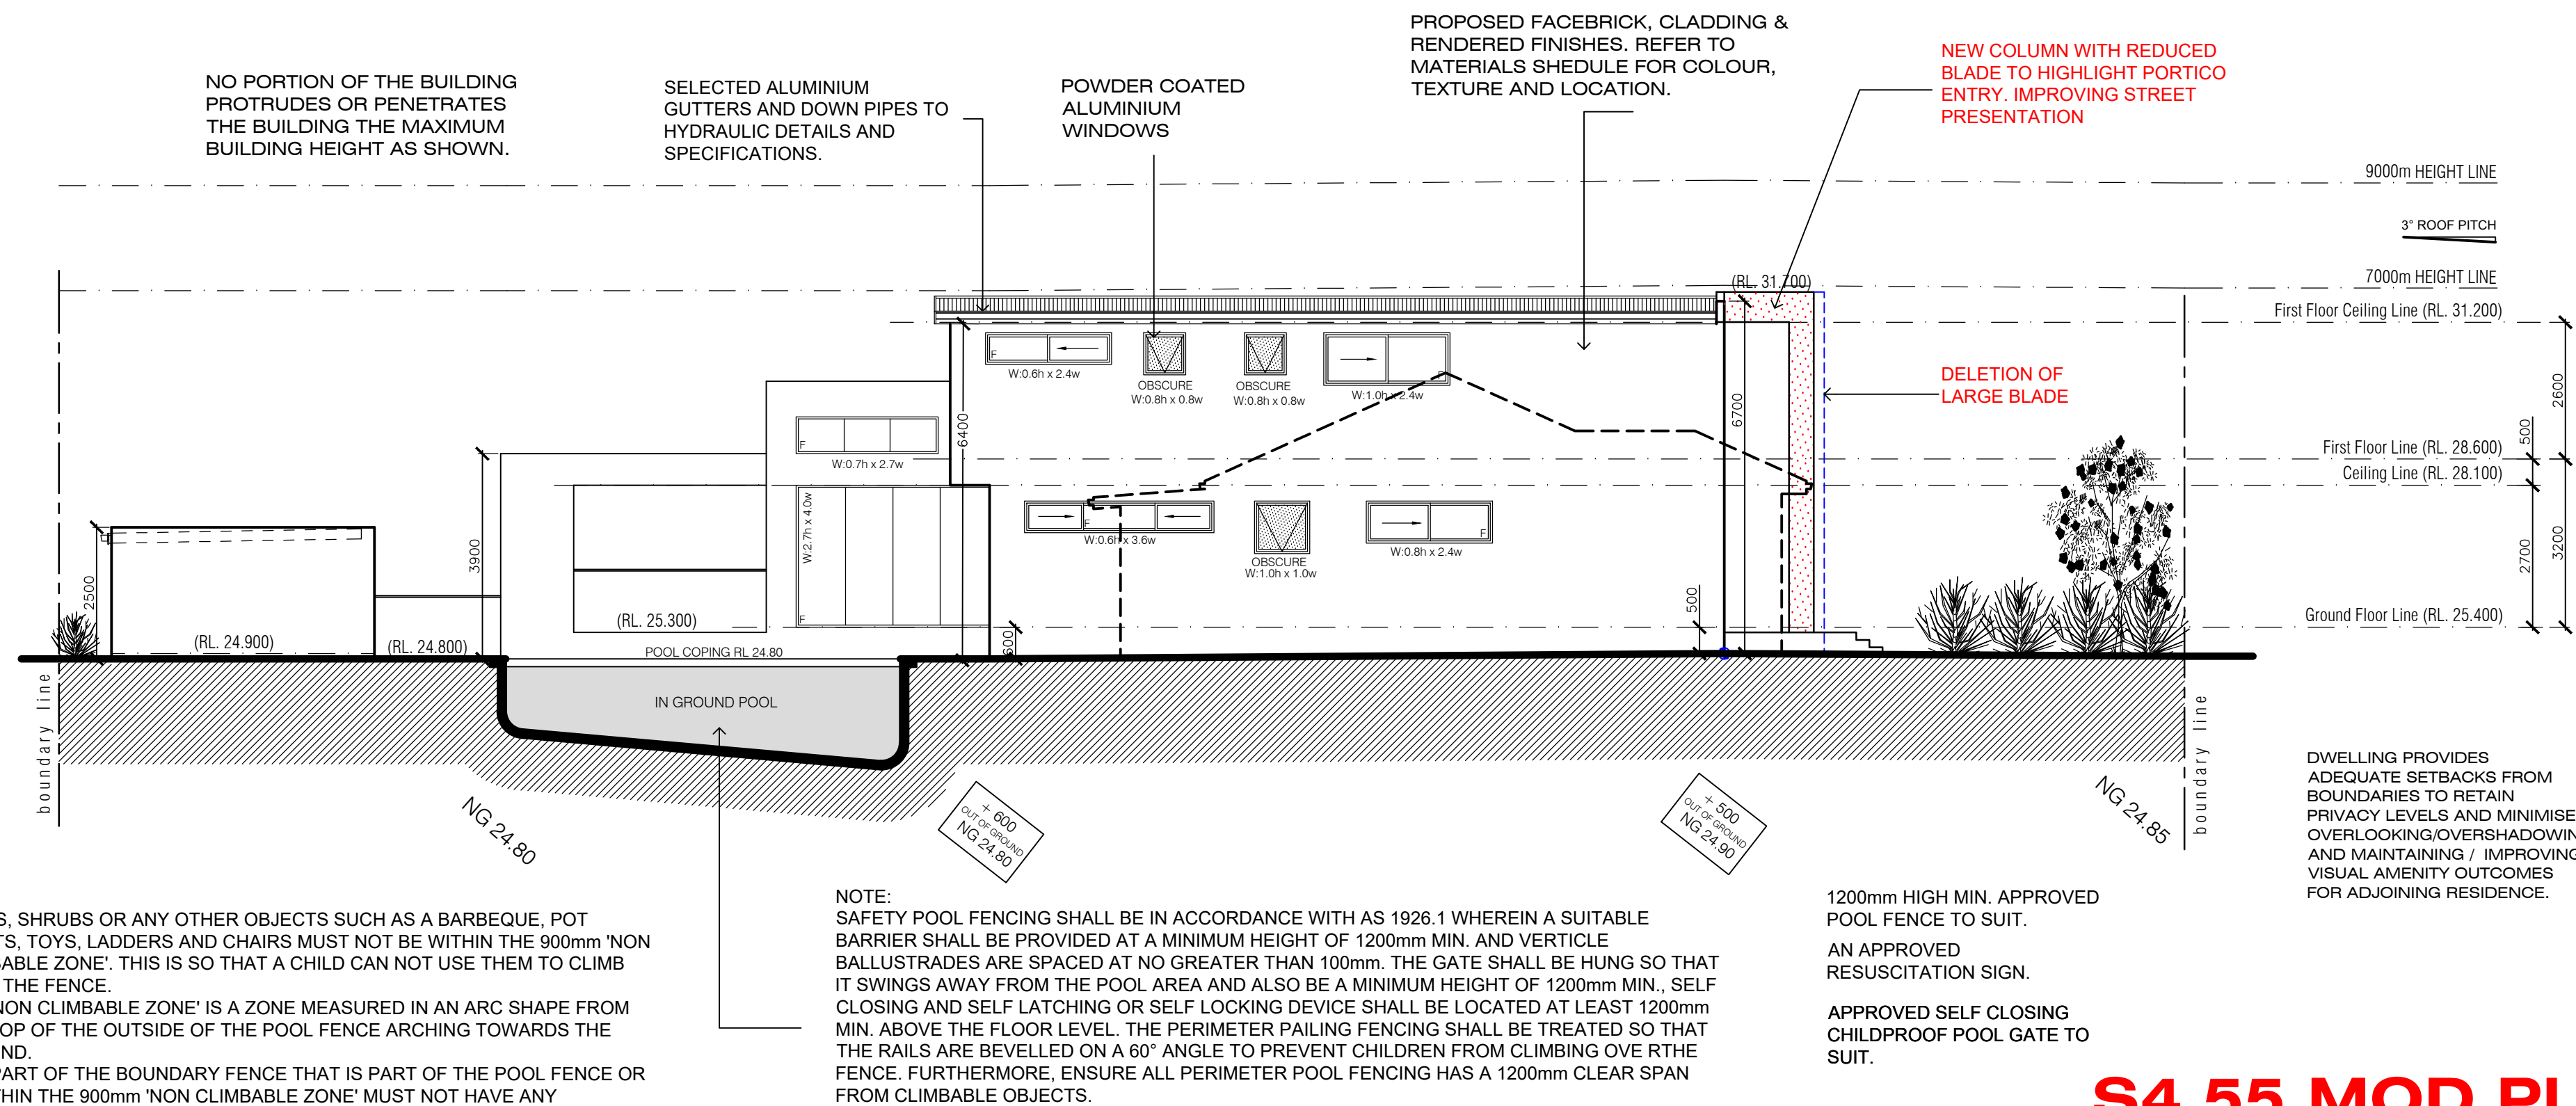 NO PORTION OF THE BUILDING
PROTRUDES OR PENETRATES
THE BUILDING THE MAXIMUM
BUILDING HEIGHT AS SHOWN.
SELECTED ALUMINIUM
GUTTERS AND DOWN PIPES TO
HYDRAULIC DETAILS AND
SPECIFICATIONS.
POWDER COATED
ALUMINIUM
WINDOWS
PROPOSED FACEBRICK, CLADDING &
RENDERED FINISHES. REFER TO
MATERIALS SHEDULE FOR COLOUR,
TEXTURE AND LOCATION.
NEW COLUMN WITH REDUCED
BLADE TO HIGHLIGHT PORTICO
ENTRY. IMPROVING STREET
PRESENTATION
9000m HEIGHT LINE
3° ROOF PITCH
7000m HEIGHT LINE
(RL. 31.700)
First Floor Ceiling Line (RL. 31.200)
F
W:0.6h x 2.4w
OBSCURE
W:0.8h x 0.8w
OBSCURE
W:0.8h x 0.8w
F
W:1.0h x 2.4w
DELETION OF
LARGE BLADE
2600
6400
6700
F
W:0.7h x 2.7w
500
First Floor Line (RL. 28.600)
Ceiling Line (RL. 28.100)
W:2.7h x 4.0w
F
F
W:0.6h x 3.6w
OBSCURE
W:1.0h x 1.0w
F
W:0.8h x 2.4w
3900
2500
2700
3200
500
600
(RL. 25.300)
Ground Floor Line (RL. 25.400)
(RL. 24.900)
(RL. 24.800)
POOL COPING RL 24.80
IN GROUND POOL
boundary line
boundary line
NG 24.80
+ 600
OUT OF GROUND
NG 24.80
+ 500
OUT OF GROUND
NG 24.90
NG 24.85
DWELLING PROVIDES
ADEQUATE SETBACKS FROM
BOUNDARIES TO RETAIN
PRIVACY LEVELS AND MINIMISE
OVERLOOKING/OVERSHADOWIN
AND MAINTAINING / IMPROVING
VISUAL AMENITY OUTCOMES
FOR ADJOINING RESIDENCE.
S, SHRUBS OR ANY OTHER OBJECTS SUCH AS A BARBEQUE, POT
TS, TOYS, LADDERS AND CHAIRS MUST NOT BE WITHIN THE 900mm 'NON
BABLE ZONE'. THIS IS SO THAT A CHILD CAN NOT USE THEM TO CLIMB
THE FENCE.
NON CLIMBABLE ZONE' IS A ZONE MEASURED IN AN ARC SHAPE FROM
OP OF THE OUTSIDE OF THE POOL FENCE ARCHING TOWARDS THE
ND.
PART OF THE BOUNDARY FENCE THAT IS PART OF THE POOL FENCE OR
THIN THE 900mm 'NON CLIMBABLE ZONE' MUST NOT HAVE ANY
NOTE:
SAFETY POOL FENCING SHALL BE IN ACCORDANCE WITH AS 1926.1 WHEREIN A SUITABLE
BARRIER SHALL BE PROVIDED AT A MINIMUM HEIGHT OF 1200mm MIN. AND VERTICLE
BALLUSTRADES ARE SPACED AT NO GREATER THAN 100mm. THE GATE SHALL BE HUNG SO THAT
IT SWINGS AWAY FROM THE POOL AREA AND ALSO BE A MINIMUM HEIGHT OF 1200mm MIN., SELF
CLOSING AND SELF LATCHING OR SELF LOCKING DEVICE SHALL BE LOCATED AT LEAST 1200mm
MIN. ABOVE THE FLOOR LEVEL. THE PERIMETER PAILING FENCING SHALL BE TREATED SO THAT
THE RAILS ARE BEVELLED ON A 60° ANGLE TO PREVENT CHILDREN FROM CLIMBING OVE RTHE
FENCE. FURTHERMORE, ENSURE ALL PERIMETER POOL FENCING HAS A 1200mm CLEAR SPAN
FROM CLIMBABLE OBJECTS.
1200mm HIGH MIN. APPROVED
POOL FENCE TO SUIT.
AN APPROVED
RESUSCITATION SIGN.
APPROVED SELF CLOSING
CHILDPROOF POOL GATE TO
SUIT.
S4.55 MOD PL